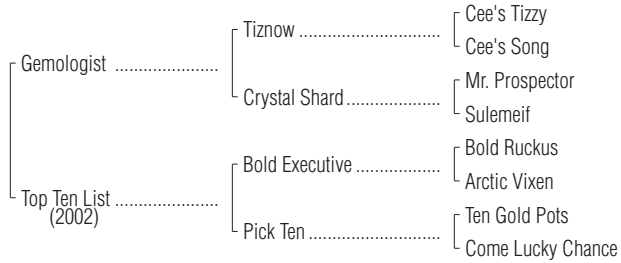 Cee's Tizzy
Tiznow ..............................
Cee's Song
Gemologist ......................
Mr. Prospector
Crystal Shard....................
Sulemeif
Bold Ruckus
Bold Executive ..................
Arctic Vixen
Top Ten List ......................
(2002)
Ten Gold Pots
Pick Ten ............................
Come Lucky Chance